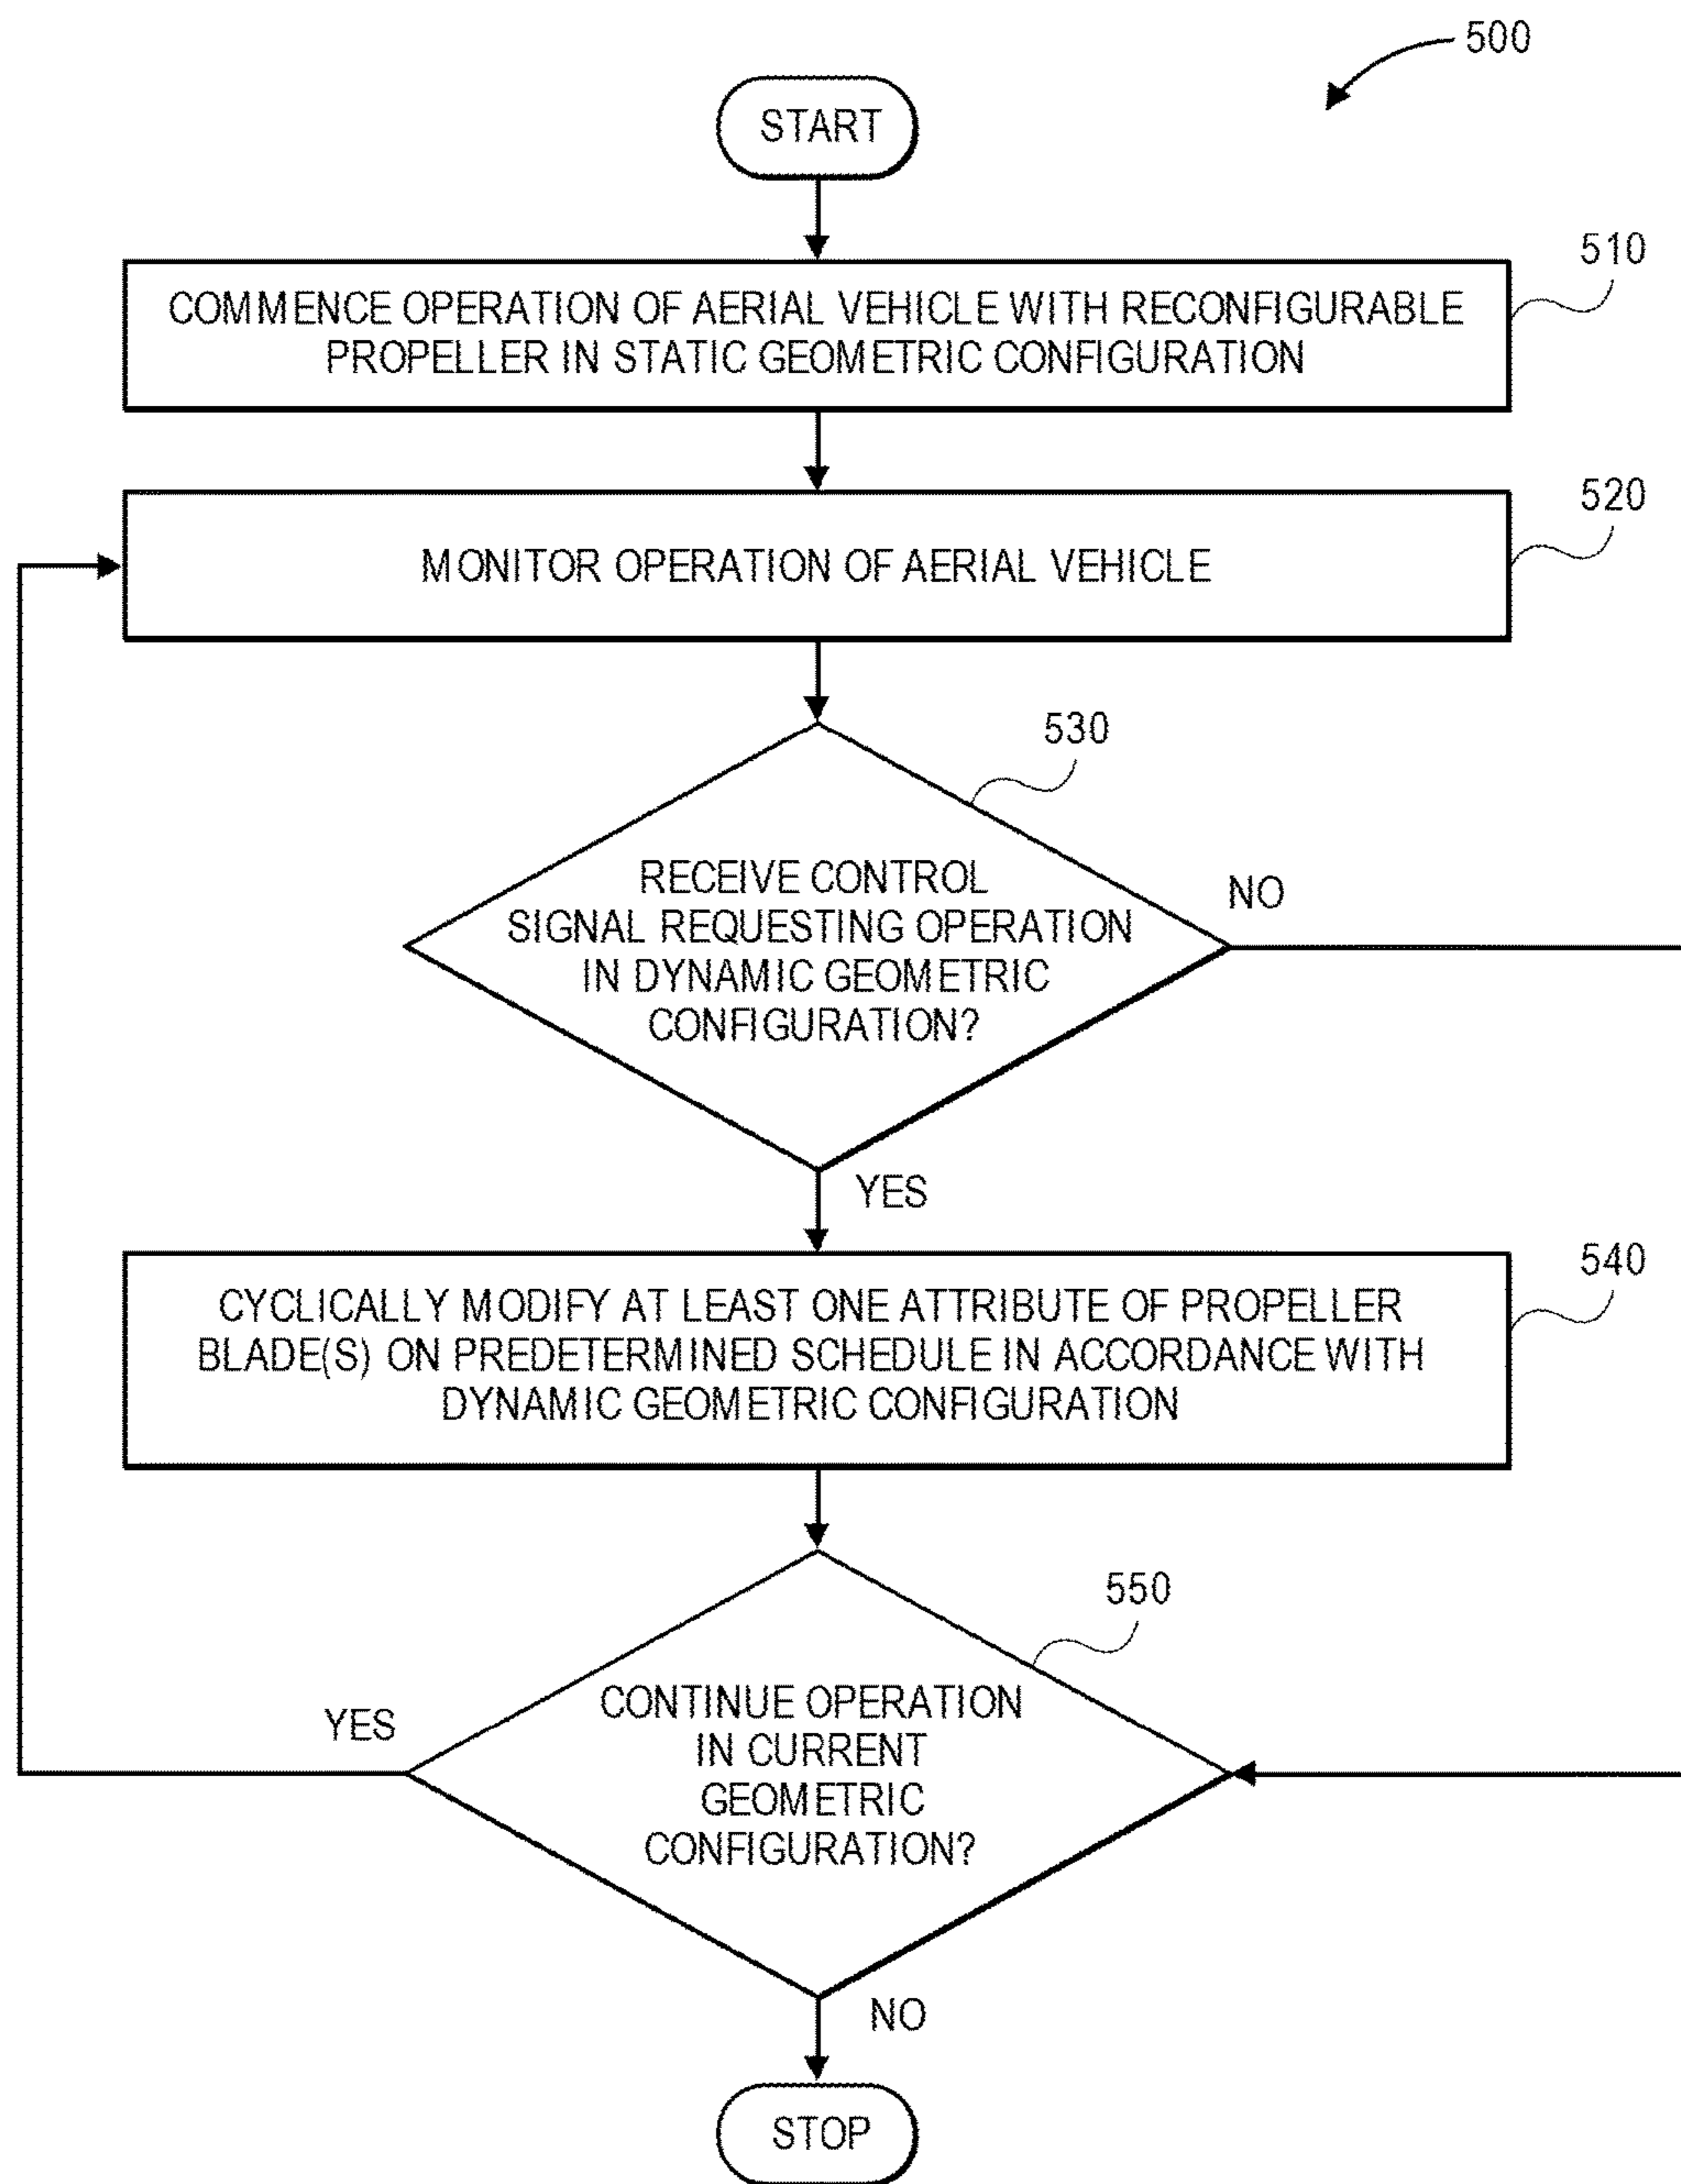 500
START
510
COMMENCE OPERATION OF AERIAL VEHICLE WITH RECONFIGURABLE
PROPELLER IN STATIC GEOMETRIC CONFIGURATION
520
MONITOR OPERATION OF AERIAL VEHICLE
530
RECEIVE CONTROL
SIGNAL REQUESTING OPERATION
IN DYNAMIC GEOMETRIC
CONFIGURATION?
NO
YES
540
CYCLICALLY MODIFY AT LEAST ONE ATTRIBUTE OF PROPELLER
BLADE(S) ON PREDETERMINED SCHEDULE IN ACCORDANCE WITH
DYNAMIC GEOMETRIC CONFIGURATION
550
CONTINUE OPERATION
IN CURRENT
GEOMETRIC
CONFIGURATION?
YES
NO
STOP